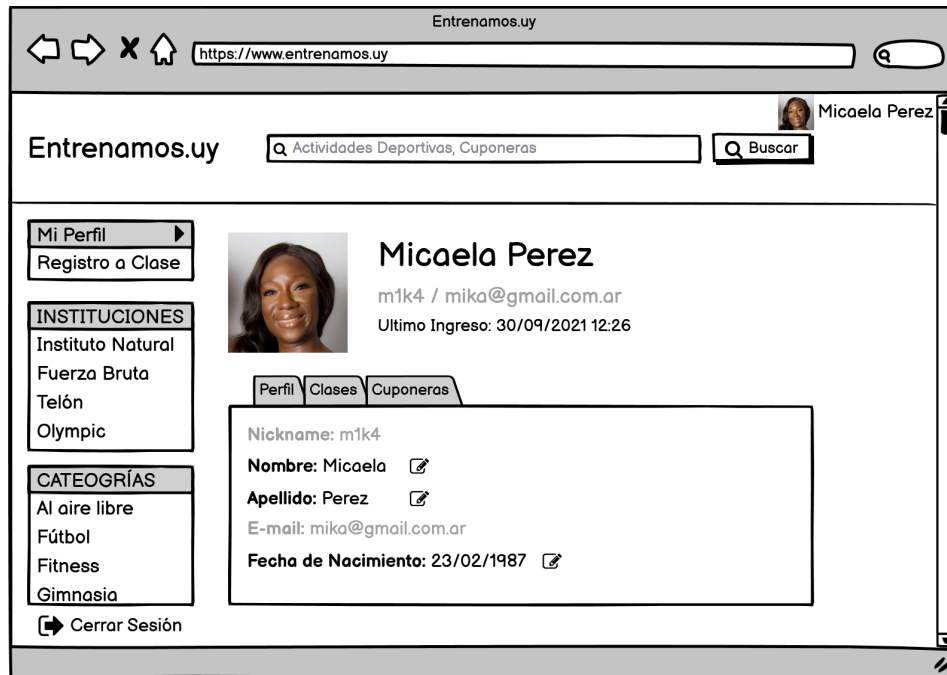 Entrenamos.uy
https://www.entrenamos.uy
Micaela Perez
Entrenamos.uy
Actividades Deportivas, Cuponeras
Buscar
Mi Perfil
Registro a Clase
INSTITUCIONES
Instituto Natural
Fuerza Bruta
Telón
Olympic
CATEOGRÍAS
Al aire libre
Fútbol
Fitness
Gimnasia
Cerrar Sesión
Micaela Perez
m1k4 / mika@gmail.com.ar
Ultimo Ingreso: 30/09/2021 12:26
Perfil Clases Cuponeras
Nickname: m1k4
Nombre: Micaela
Apellido: Perez
E-mail: mika@gmail.com.ar
Fecha de Nacimiento: 23/02/1987